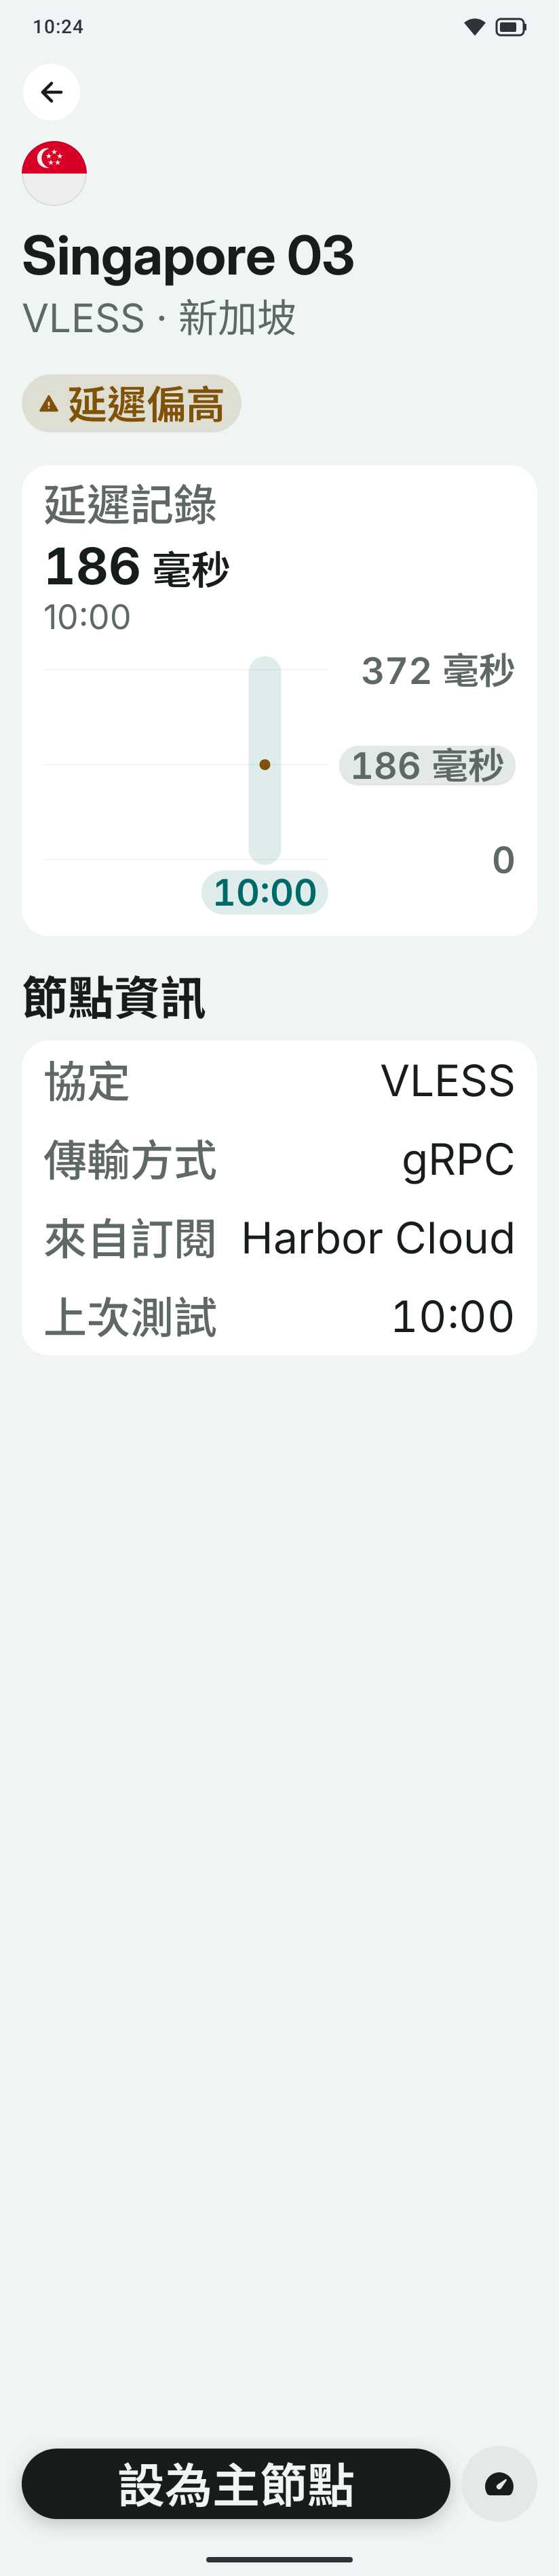 10:24
Singapore 03
VLESS · 新加坡
延遲偏高
延遲記錄
186 毫秒
10:00
372 毫秒
186 毫秒
0
10:00
節點資訊
協定 VLESS
傳輸方式 gRPC
來自訂閱 Harbor Cloud
上次測試 10:00
設為主節點